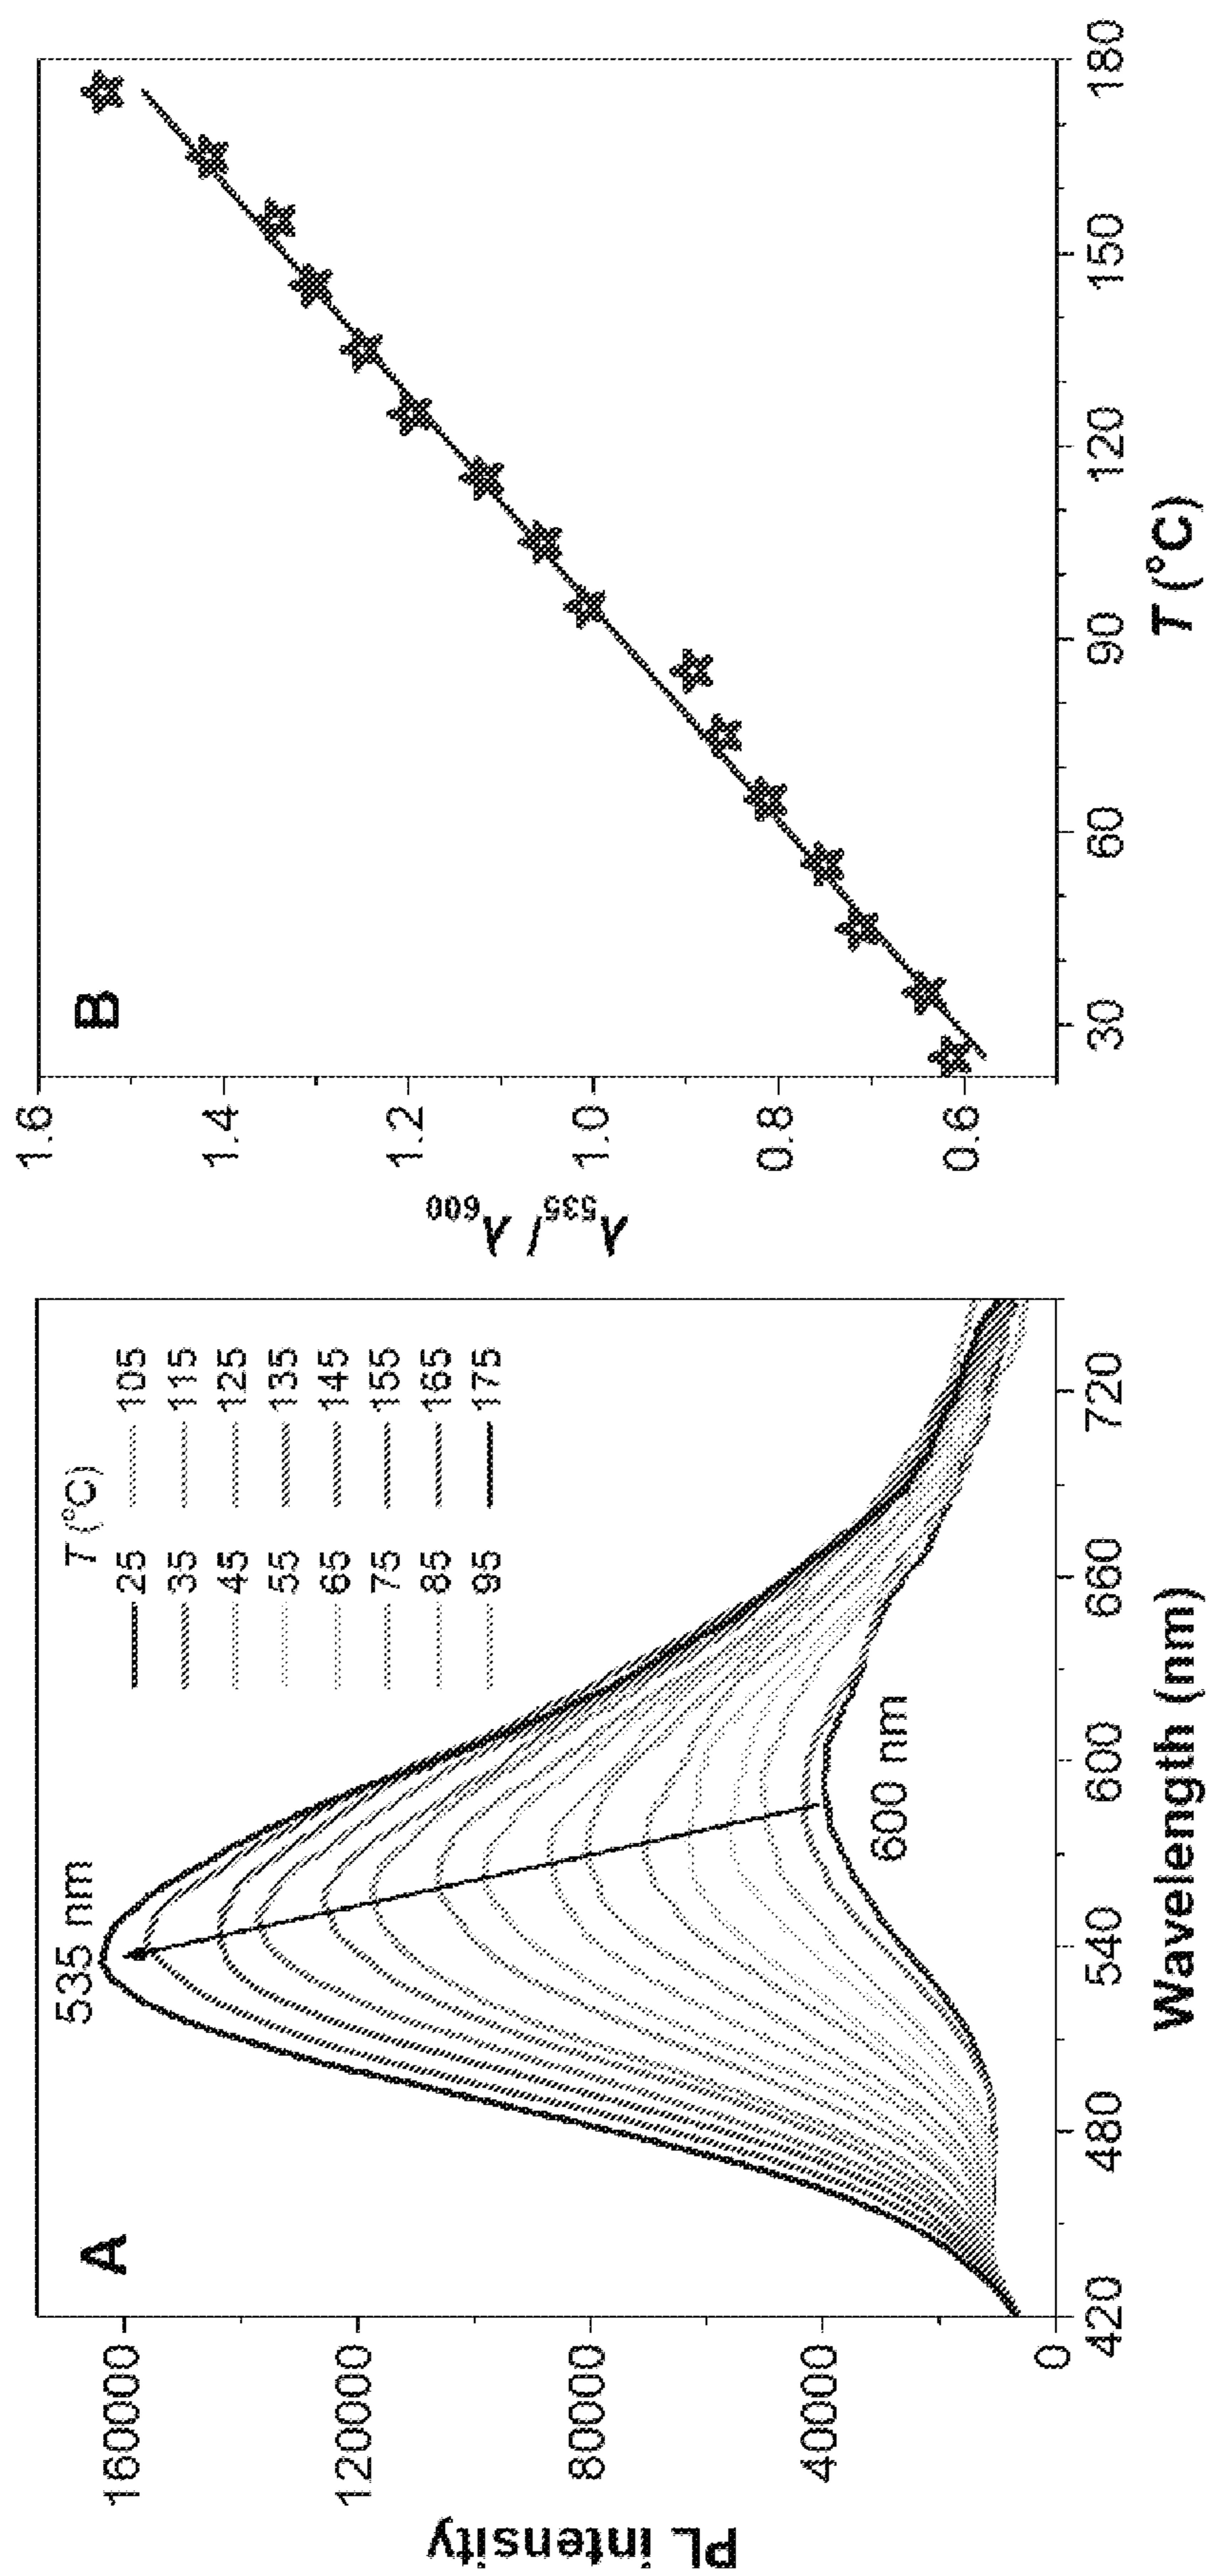 A
535 nm
600 nm
T (°C)
25 105
35 115
45 125
55 135
65 145
75 155
85 165
95 175
160000
120000
80000
40000
0
PL intensity
420 480 540 600 660 720
Wavelength (nm)
B
1.6
1.4
1.2
1.0
0.8
0.6
λ535/ λ600
30 60 90 120 150 180
T (°C)